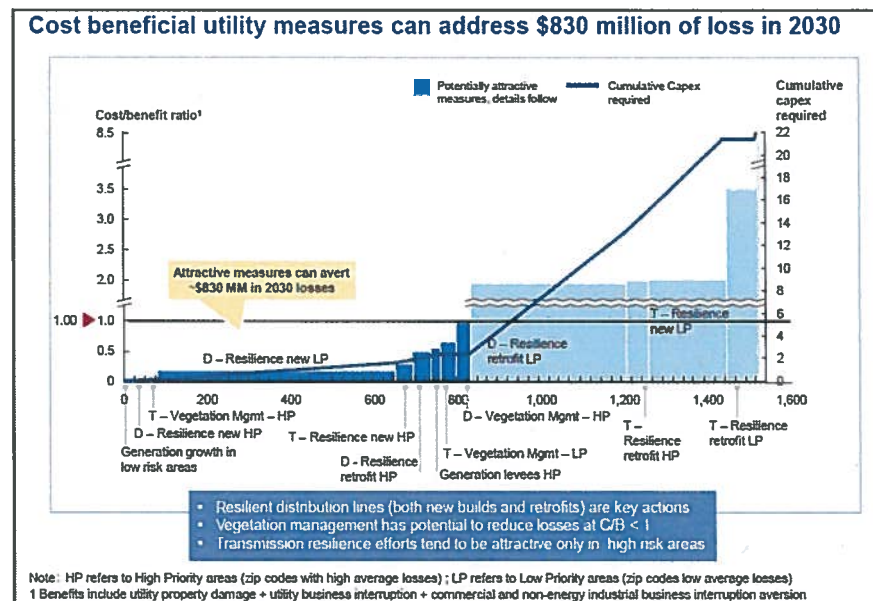 Cost beneficial utility measures can address $830 million of loss in 2030
Potentially attractive
measures, details follow
Cumulative Capex
required
Cumulative
capex
required
Cost/benefit ratio¹
8.5
3.5
3.0
2.5
2.0
1.00
1.0
0.5
0
22
20
18
16
14
12
10
8
6
4
2
0
Attractive measures can avert
~$830 MM in 2030 losses
D – Resilience new LP
D – Resilience
retrofit LP
T – Resilience
new LP
0 200 400 600 800 1,000 1,200 1,400 1,600
T – Vegetation Mgmt – HP
D – Resilience new HP
Generation growth in
low risk areas
T – Resilience new HP
D - Resilience
retrofit HP
D – Vegetation Mgmt – HP
T – Vegetation Mgmt – LP
Generation levees HP
T –
Resilience
retrofit HP
T – Resilience
retrofit LP
• Resilient distribution lines (both new builds and retrofits) are key actions
• Vegetation management has potential to reduce losses at C/B < 1
• Transmission resilience efforts tend to be attractive only in high risk areas
Note: HP refers to High Priority areas (zip codes with high average losses) ; LP refers to Low Priority areas (zip codes low average losses)
1 Benefits include utility property damage + utility business interruption + commercial and non-energy industrial business interruption aversion